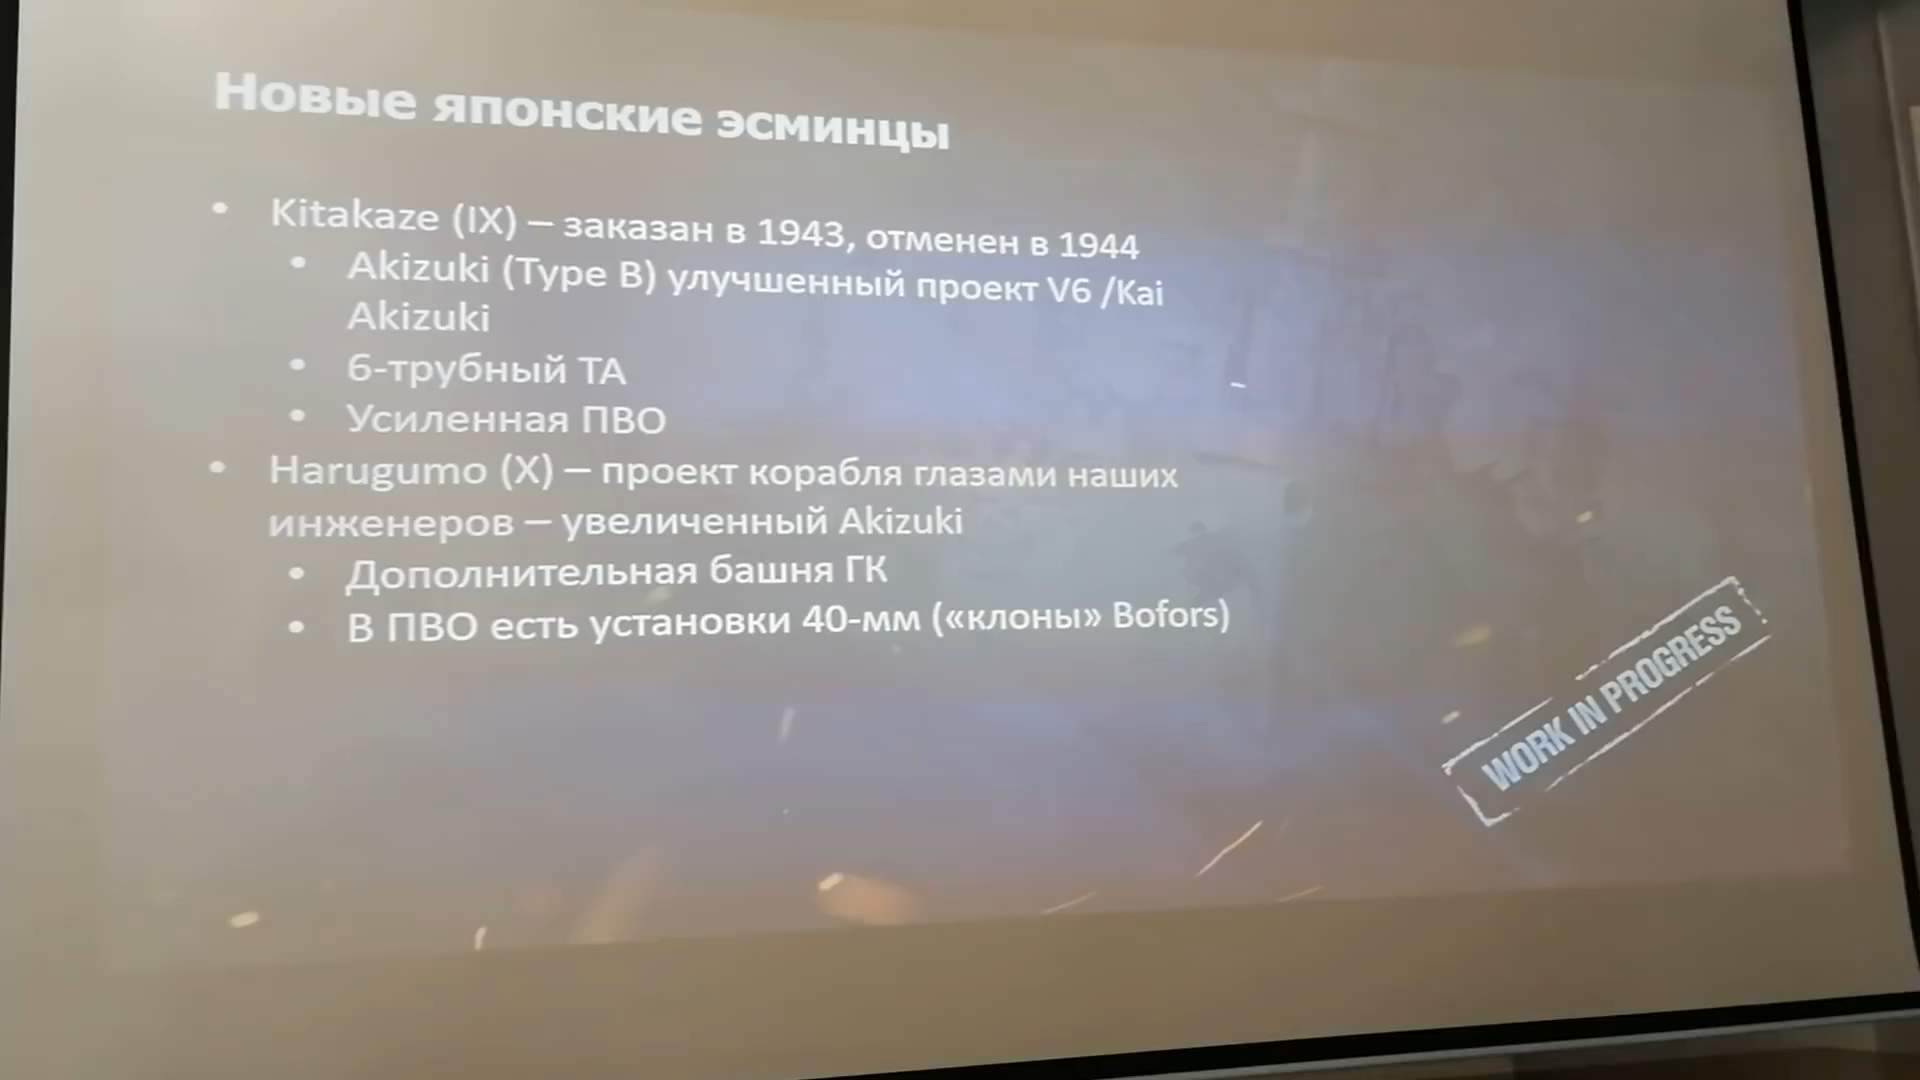 Новые японские эсминцы
• Kitakaze (IX) – заказан в 1943, отменен в 1944
• Akizuki (Type B) улучшенный проект V6 /Kai
Akizuki
• 6-трубный ТА
• Усиленная ПВО
• Harugumo (X) – проект корабля глазами наших
инженеров – увеличенный Akizuki
• Дополнительная башня ГК
• В ПВО есть установки 40-мм («клоны» Bofors)
WORK IN PROGRESS